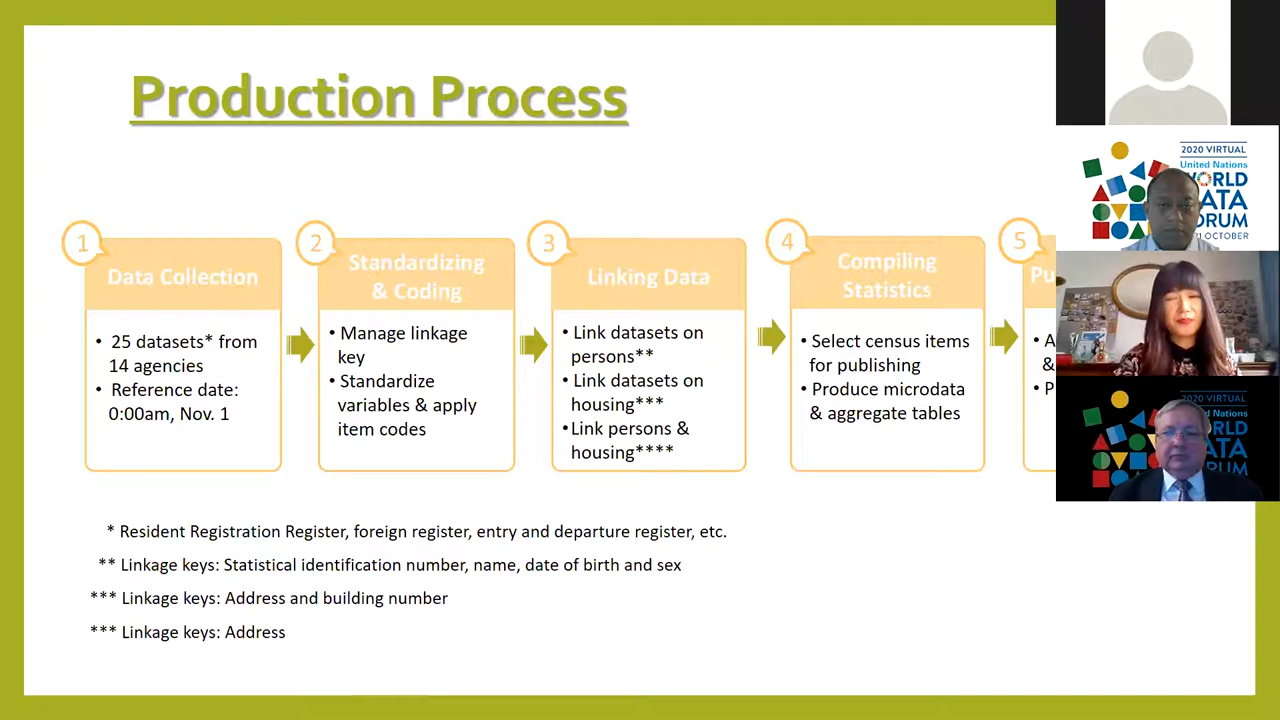 Production Process
1
Data Collection
• 25 datasets* from
14 agencies
• Reference date:
0:00am, Nov. 1
2
Standardizing
& Coding
• Manage linkage
key
• Standardize
variables & apply
item codes
3
Linking Data
• Link datasets on
persons**
• Link datasets on
housing***
• Link persons &
housing****
4
Compiling
Statistics
• Select census items
for publishing
• Produce microdata
& aggregate tables
5
* Resident Registration Register, foreign register, entry and departure register, etc.
** Linkage keys: Statistical identification number, name, date of birth and sex
*** Linkage keys: Address and building number
*** Linkage keys: Address
2020 VIRTUAL
United Nations
WORLD
DATA
FORUM
OCTOBER
2020 VIRTUAL